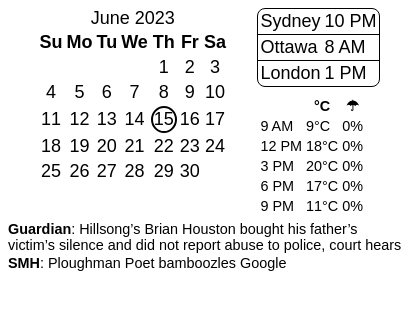 June 2023
Su Mo Tu We Th Fr Sa
1 2 3
4 5 6 7 8 9 10
11 12 13 14 15 16 17
18 19 20 21 22 23 24
25 26 27 28 29 30
Sydney 10 PM
Ottawa 8 AM
London 1 PM
°C ☂
9 AM 9°C 0%
12 PM 18°C 0%
3 PM 20°C 0%
6 PM 17°C 0%
9 PM 11°C 0%
Guardian: Hillsong’s Brian Houston bought his father’s
victim’s silence and did not report abuse to police, court hears
SMH: Ploughman Poet bamboozles Google